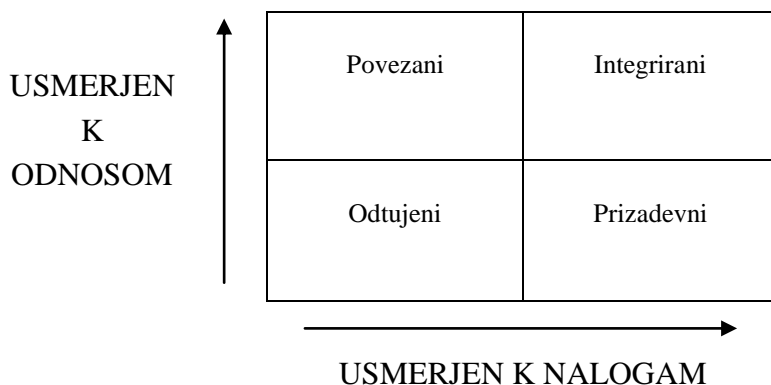 USMERJEN
K
ODNOSOM
Povezani
Integrirani
Odtujeni
Prizadevni
USMERJEN K NALOGAM